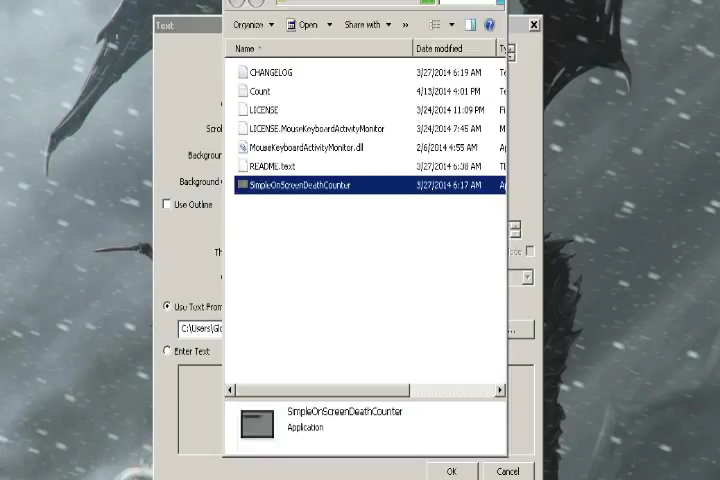 Text
Organize Open Share with »
Name Date modified
CHANGELOG 3/27/2014 6:19 AM
Count 4/13/2014 4:01 PM
LICENSE 3/24/2014 11:09 PM
LICENSE.MouseKeyboardActivityMonitor 3/24/2014 7:45 AM
MouseKeyboardActivityMonitor.dll 2/6/2014 4:55 AM
README.text 3/27/2014 6:38 AM
SimpleOnScreenDeathCounter 3/27/2014 6:17 AM
Use Outline
Use Text From
C:\Users\Glo
...
Enter Text
SimpleOnScreenDeathCounter
Application
OK Cancel